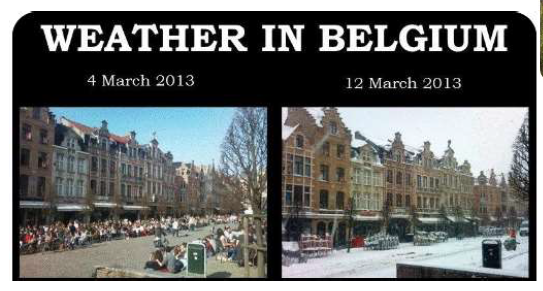 WEATHER IN BELGIUM
4 March 2013
12 March 2013